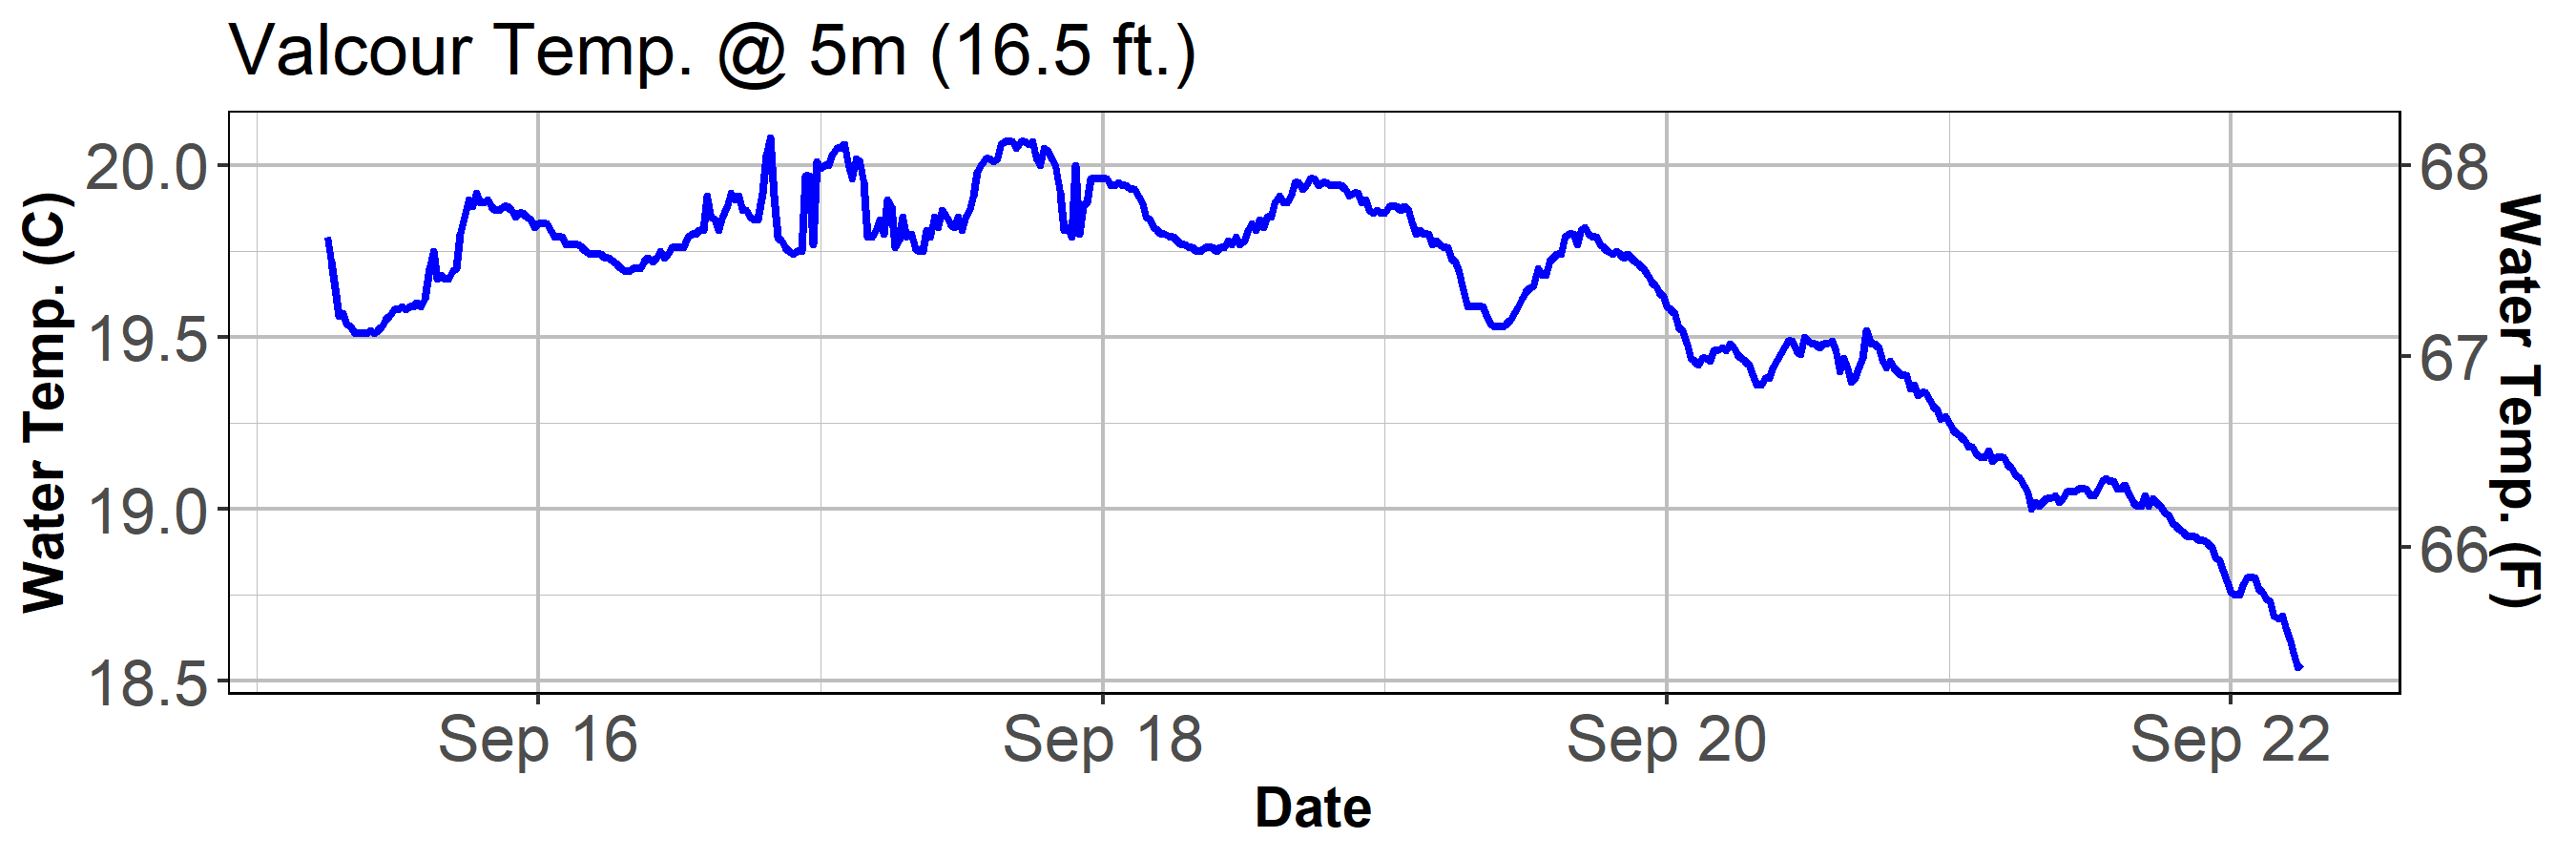 Valcour Temp. @ 5m (16.5 ft.)
Water Temp. (C)
20.0
19.5
19.0
18.5
68
67
66
Water Temp. (F)
Sep 16 Sep 18 Sep 20 Sep 22
Date